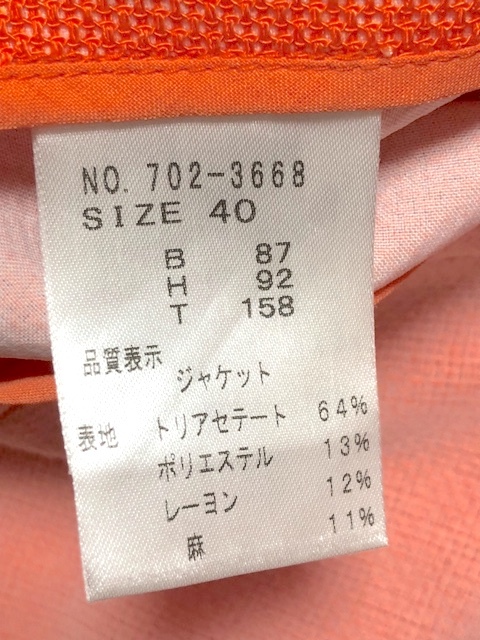 NO. 702-3668
SIZE 40
B 87
H 92
T 158
品質表示
ジャケット
表地 トリアセテート 64%
ポリエステル 13%
レーヨン 12%
麻 11%